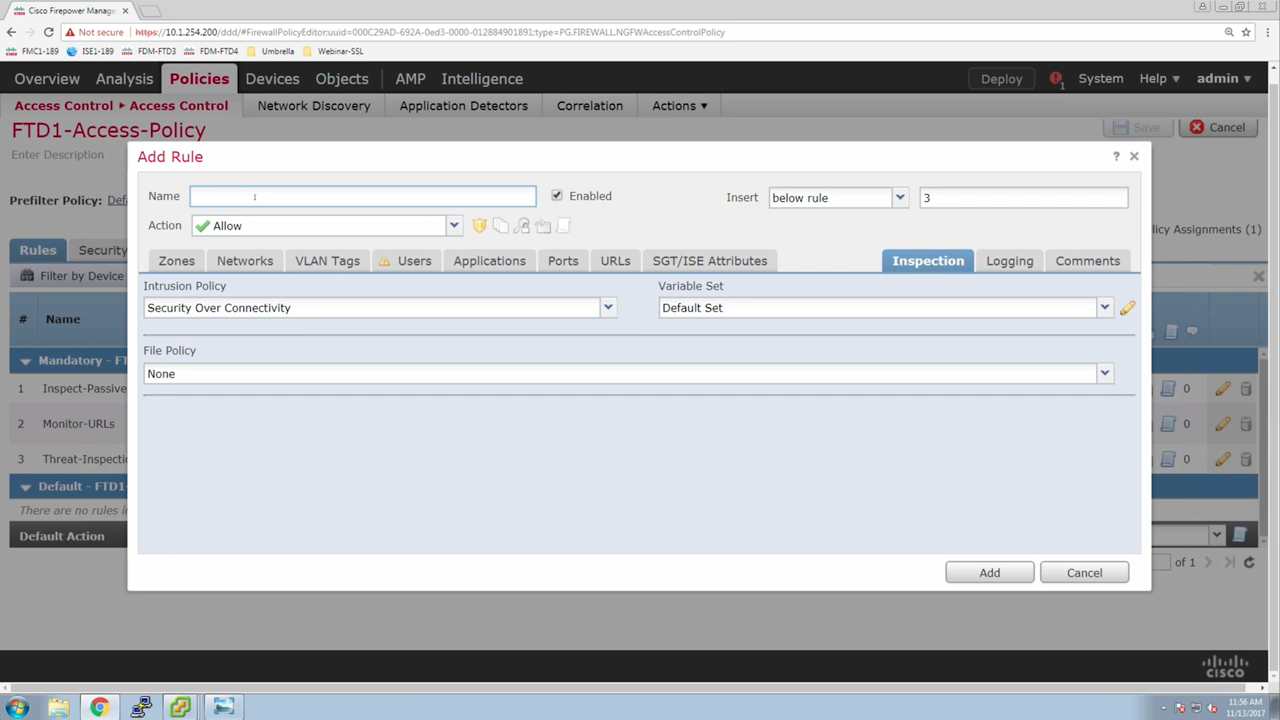 Cisco Firepower Manage
Not secure https://10.1.254.200/ddd/#FirewallPolicyEditor:uuid=000C29AD-692A-0ed3-0000-012884901891;type=PG.FIREWALL.NGFWAccessControlPolicy
FMC1-189 ISE1-189 FDM-FTD3 FDM-FTD4 Umbrella Webinar-SSL
Overview Analysis Policies Devices Objects AMP Intelligence Deploy 1 System Help admin
Access Control Access Control Network Discovery Application Detectors Correlation Actions
FTD1-Access-Policy Save Cancel
Enter Description
Add Rule ?
Name Enabled Insert below rule 3
Prefilter Policy: Def
Action Allow
licy Assignments (1)
Rules Security
Zones Networks VLAN Tags Users Applications Ports URLs SGT/ISE Attributes Inspection Logging Comments
Filter by Device
Intrusion Policy Variable Set
Security Over Connectivity Default Set
# Name
File Policy
None
Mandatory - FT
1 Inspect-Passive 0
2 Monitor-URLs 0
3 Threat-Inspecti 0
Default - FTD1-
There are no rules in
Default Action
of 1
Add Cancel
cisco
11:56 AM
11/13/2017